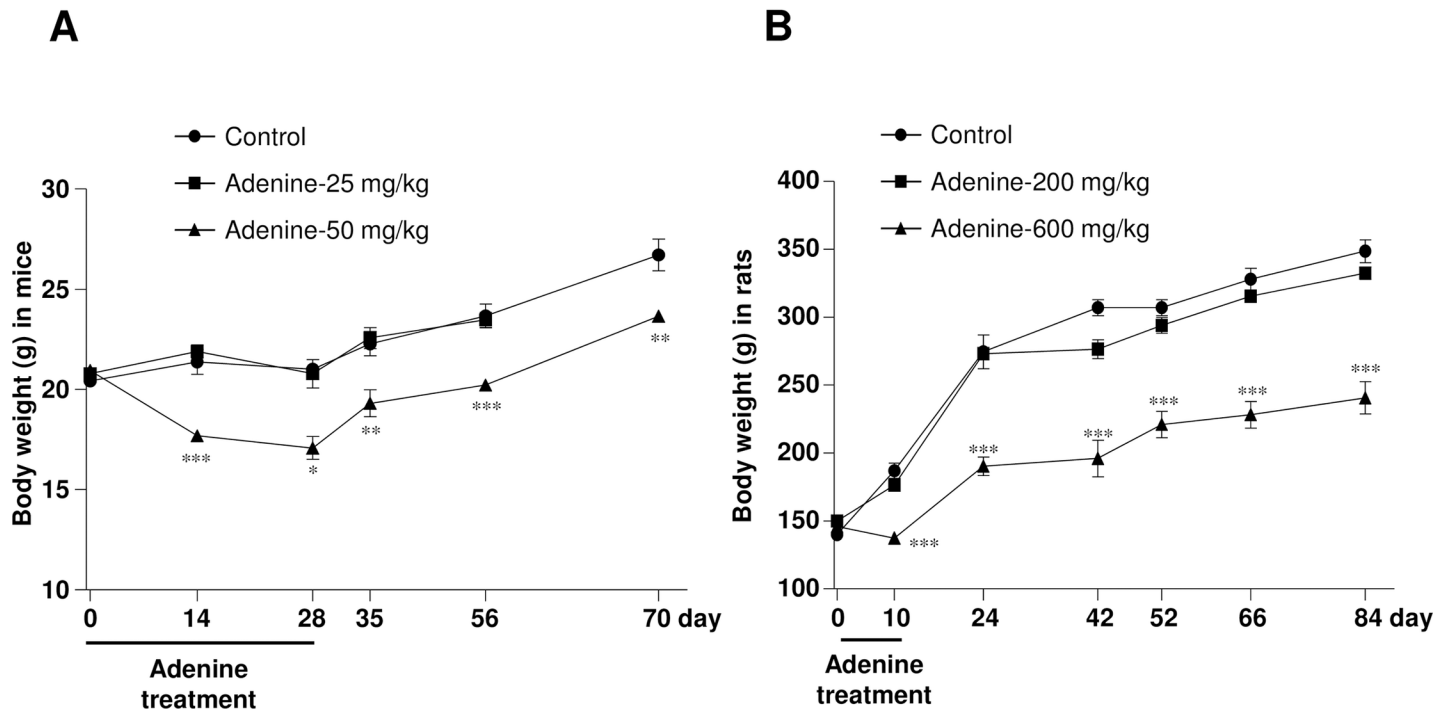 A
Control
Adenine-25 mg/kg
Adenine-50 mg/kg
Body weight (g) in mice
30
25
20
15
10
***
*
**
***
**
0 14 28 35 56 70 day
Adenine
treatment
B
Control
Adenine-200 mg/kg
Adenine-600 mg/kg
Body weight (g) in rats
400
350
300
250
200
150
100
***
***
***
***
***
***
0 10 24 42 52 66 84 day
Adenine
treatment